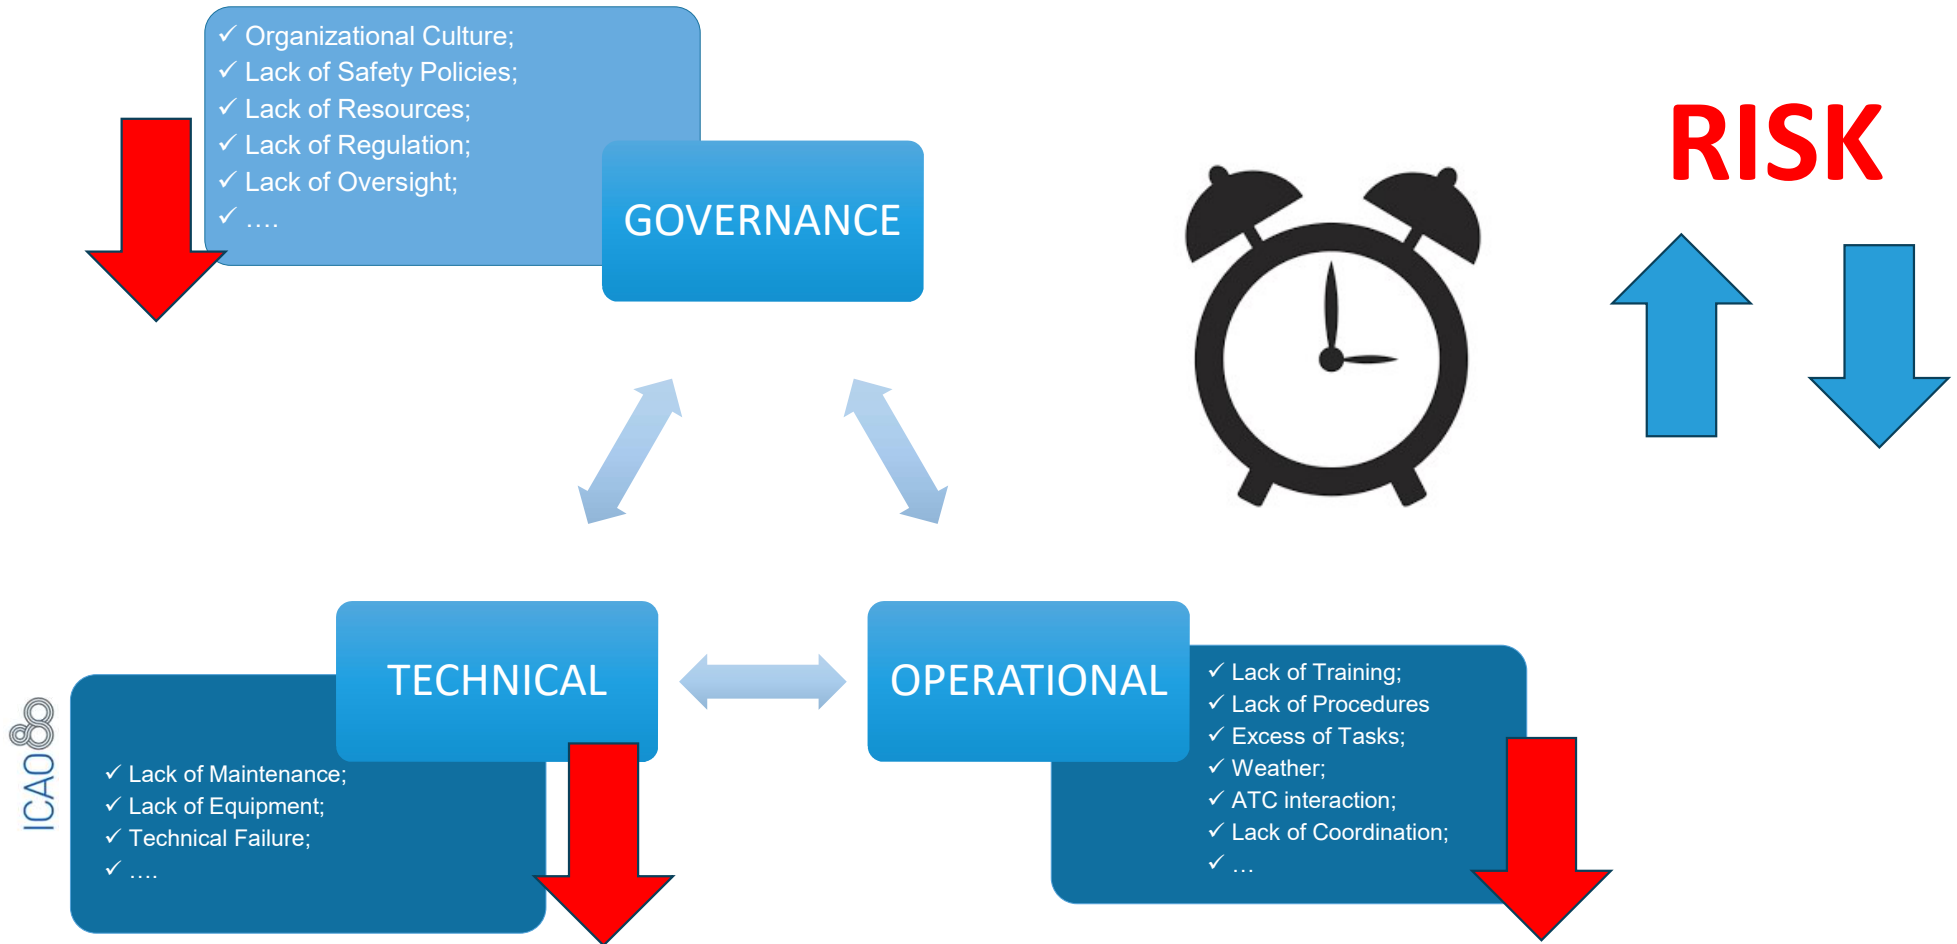 ✓ Organizational Culture;
✓ Lack of Safety Policies;
✓ Lack of Resources;
✓ Lack of Regulation;
✓ Lack of Oversight;
✓ ....
GOVERNANCE
RISK
TECHNICAL
✓ Lack of Maintenance;
✓ Lack of Equipment;
✓ Technical Failure;
✓ ....
OPERATIONAL
✓ Lack of Training;
✓ Lack of Procedures
✓ Excess of Tasks;
✓ Weather;
✓ ATC interaction;
✓ Lack of Coordination;
✓ ...
ICAO